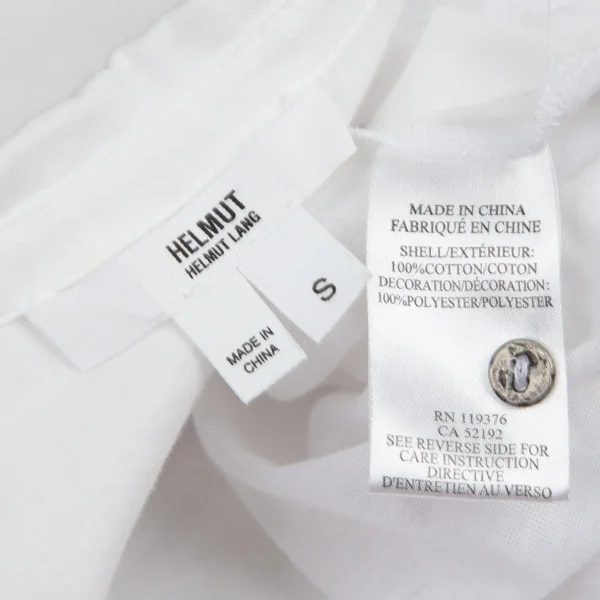 HELMUT
HELMUT LANG
S
MADE IN
CHINA
MADE IN CHINA
FABRIQUÉ EN CHINE
SHELL/EXTÉRIEUR:
100%COTTON/COTON
DECORATION/DÉCORATION:
100%POLYESTER/POLYESTER
RN 119376
CA 52192
SEE REVERSE SIDE FOR
CARE INSTRUCTION
DIRECTIVE
D'ENTRETIEN AU VERSO